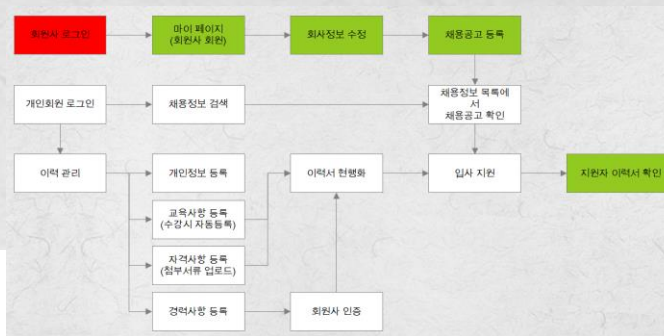 회원사 로그인
마이 페이지
(회원사 회원)
회사정보 수정
채용공고 등록
개인회원 로그인
채용정보 검색
채용정보 목록에
서
채용공고 확인
이력 관리
개인정보 등록
이력서 현행화
입사 지원
지원자 이력서 확인
교육사항 등록
(수강시 자동등록)
자격사항 등록
(첨부서류 업로드)
경력사항 등록
회원사 인증